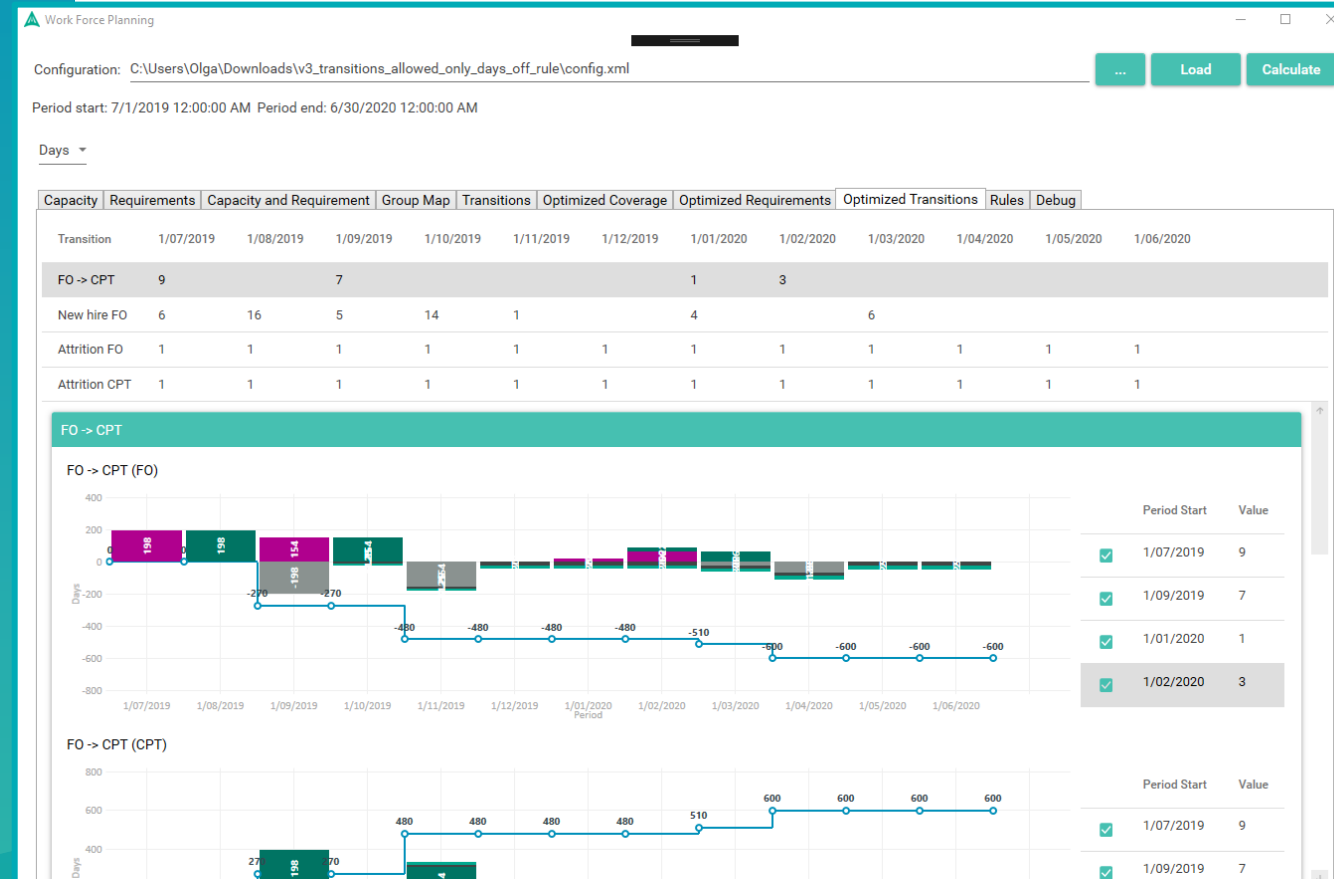 Work Force Planning
Configuration: C:\Users\Olga\Downloads\v3_transitions_allowed_only_days_off_rule\config.xml ... Load Calculate
Period start: 7/1/2019 12:00:00 AM Period end: 6/30/2020 12:00:00 AM
Days
Capacity Requirements Capacity and Requirement Group Map Transitions Optimized Coverage Optimized Requirements Optimized Transitions Rules Debug
Transition 1/07/2019 1/08/2019 1/09/2019 1/10/2019 1/11/2019 1/12/2019 1/01/2020 1/02/2020 1/03/2020 1/04/2020 1/05/2020 1/06/2020
FO -> CPT 9 7 1 3
New hire FO 6 16 5 14 1 4 6
Attrition FO 1 1 1 1 1 1 1 1 1 1 1 1
Attrition CPT 1 1 1 1 1 1 1 1 1 1 1 1
FO -> CPT
FO -> CPT (FO)
400
200
0
-200
-400
-600
-800
Days
198 198 154 -198
0 -270 -270 -480 -480 -480 -480 -510 -600 -600 -600 -600
1/07/2019 1/08/2019 1/09/2019 1/10/2019 1/11/2019 1/12/2019 1/01/2020 1/02/2020 1/03/2020 1/04/2020 1/05/2020 1/06/2020
Period
Period Start Value
1/07/2019 9
1/09/2019 7
1/01/2020 1
1/02/2020 3
FO -> CPT (CPT)
800
600
400
Days
270 198 270 480 480 480 480 510 600 600 600 600
Period Start Value
1/07/2019 9
1/09/2019 7